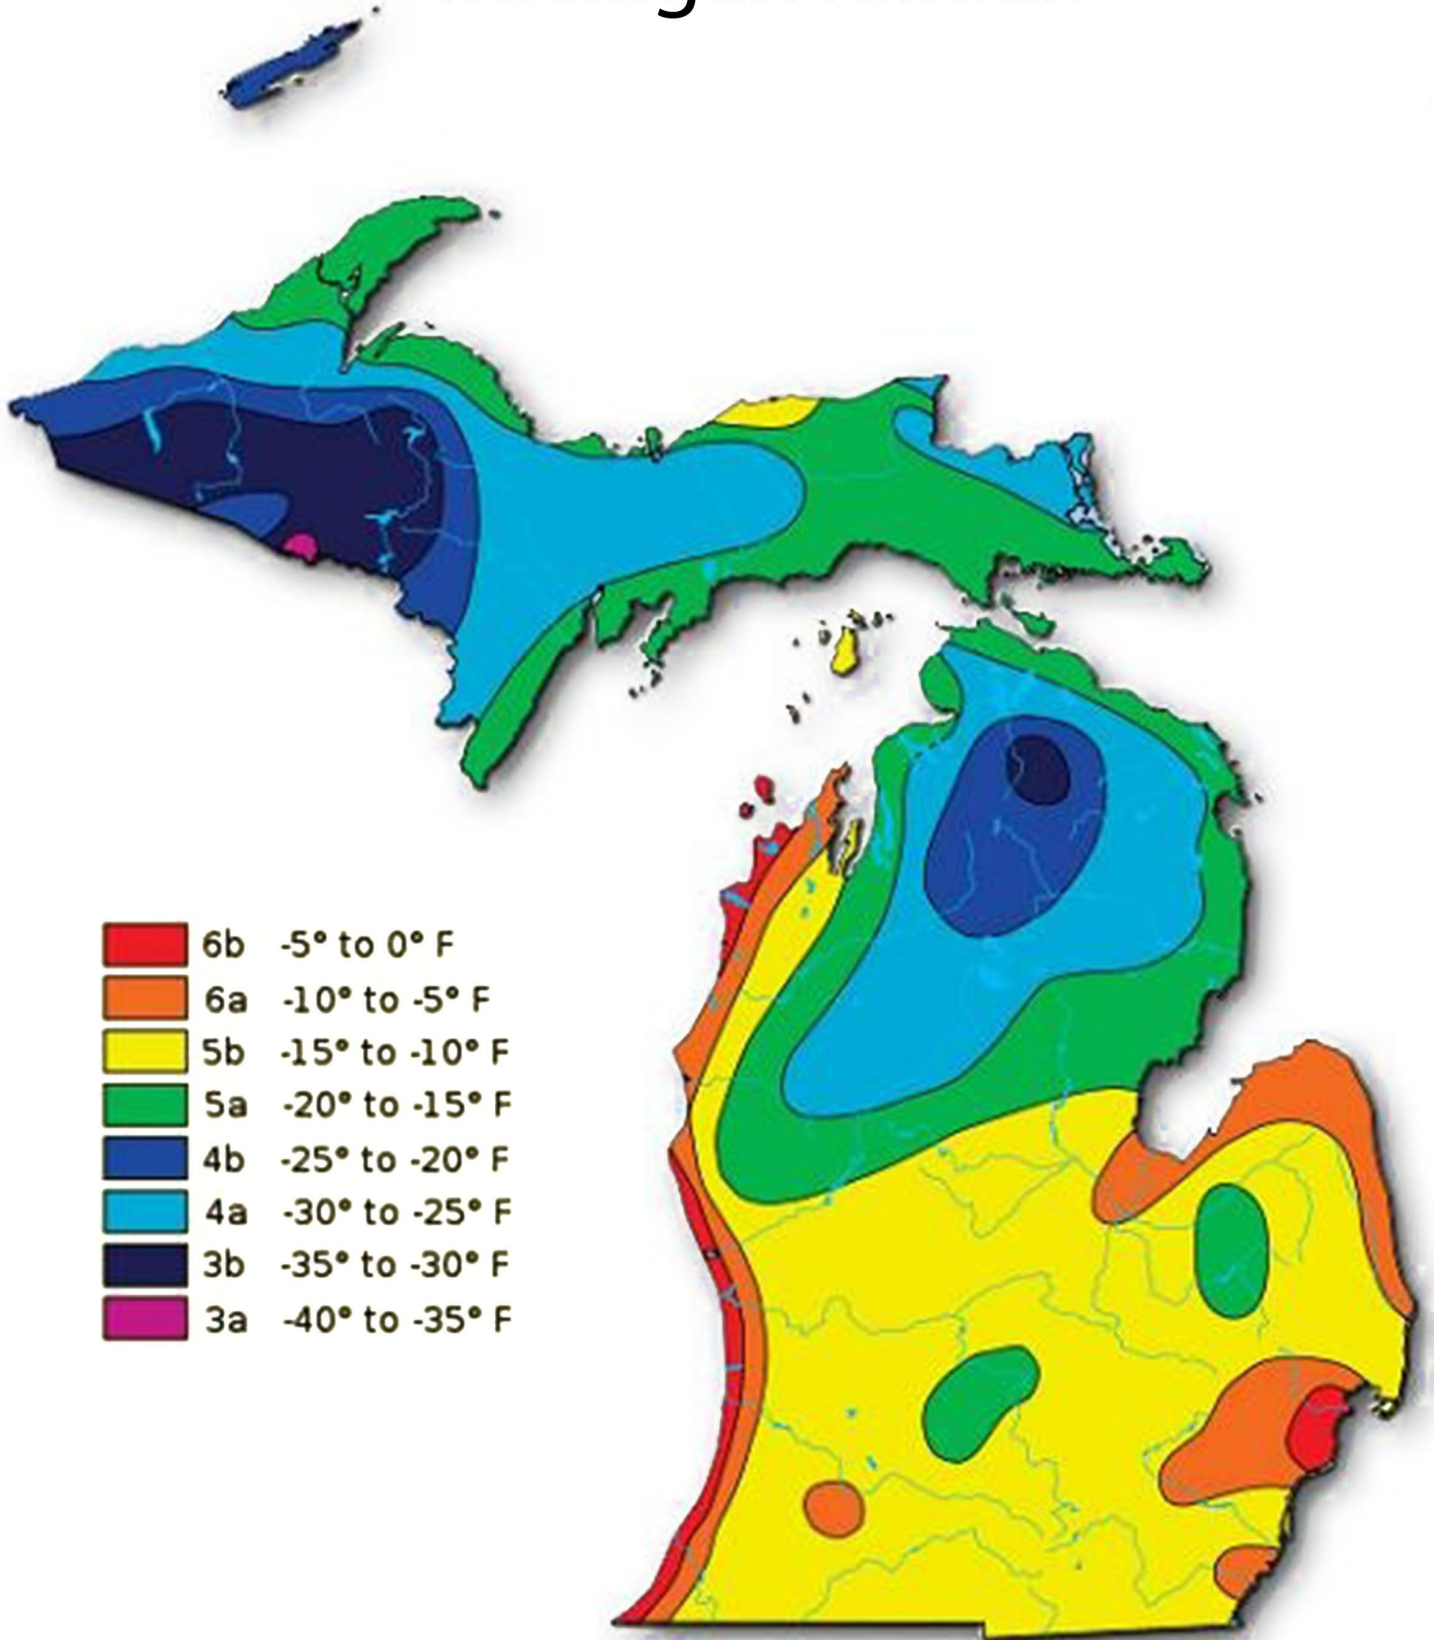 6b -5° to 0° F
6a -10° to -5° F
5b -15° to -10° F
5a -20° to -15° F
4b -25° to -20° F
4a -30° to -25° F
3b -35° to -30° F
3a -40° to -35° F